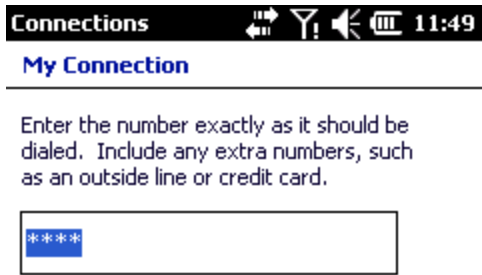 Connections 11:49
My Connection
Enter the number exactly as it should be
dialed. Include any extra numbers, such
as an outside line or credit card.
****